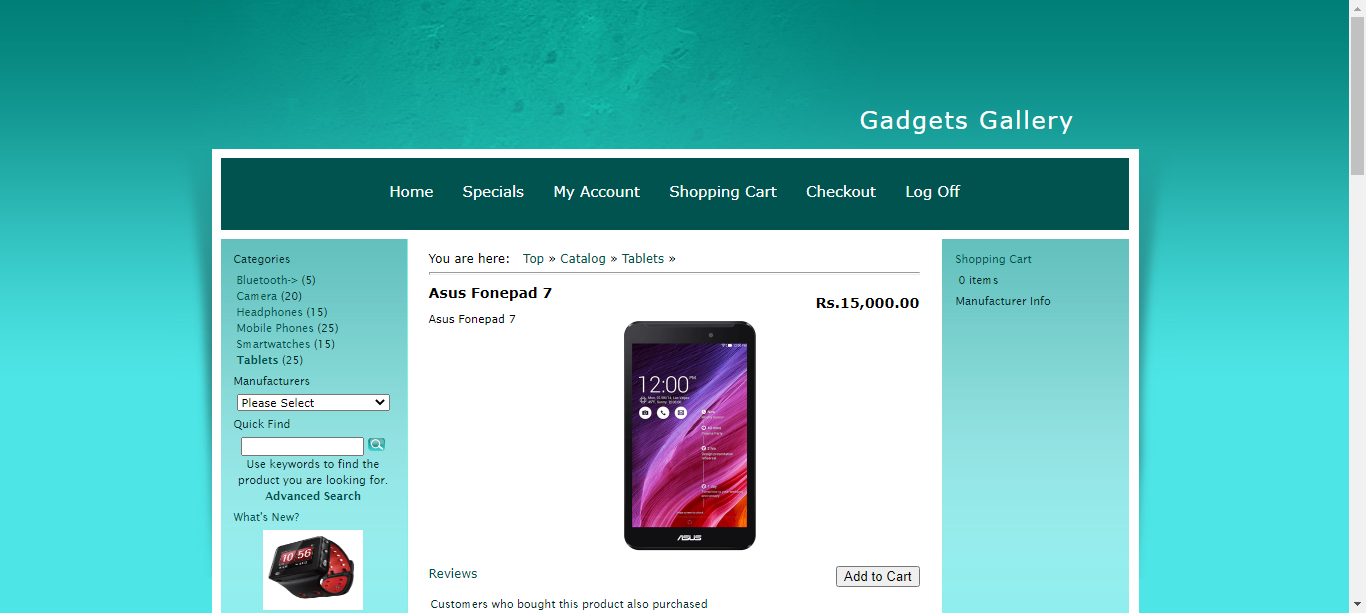 Gadgets Gallery
Home Specials My Account Shopping Cart Checkout Log Off
Categories
Bluetooth-> (5)
Camera (20)
Headphones (15)
Mobile Phones (25)
Smartwatches (15)
Tablets (25)
Manufacturers
Please Select
Quick Find
Use keywords to find the
product you are looking for.
Advanced Search
What's New?
10 56
You are here: Top » Catalog » Tablets »
Asus Fonepad 7
Rs.15,000.00
Asus Fonepad 7
12:00 PM
ASUS
Reviews
Add to Cart
Customers who bought this product also purchased
Shopping Cart
0 items
Manufacturer Info